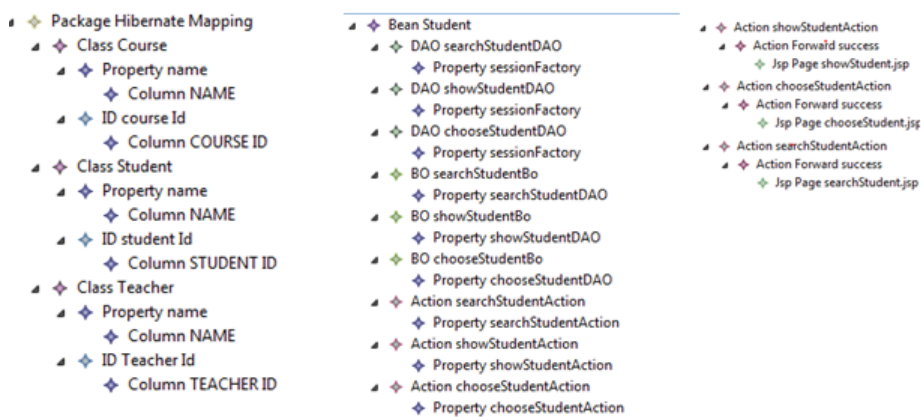 Package Hibernate Mapping
Class Course
Property name
Column NAME
ID course Id
Column COURSE ID
Class Student
Property name
Column NAME
ID student Id
Column STUDENT ID
Class Teacher
Property name
Column NAME
ID Teacher Id
Column TEACHER ID
Bean Student
DAO searchStudentDAO
Property sessionFactory
DAO showStudentDAO
Property sessionFactory
DAO chooseStudentDAO
Property sessionFactory
BO searchStudentBo
Property searchStudentDAO
BO showStudentBo
Property showStudentDAO
BO chooseStudentBo
Property chooseStudentDAO
Action searchStudentAction
Property searchStudentAction
Action showStudentAction
Property showStudentAction
Action chooseStudentAction
Property chooseStudentAction
Action showStudentAction
Action Forward success
Jsp Page showStudent.jsp
Action chooseStudentAction
Action Forward success
Jsp Page chooseStudent.jsp
Action searchStudentAction
Action Forward success
Jsp Page searchStudent.jsp